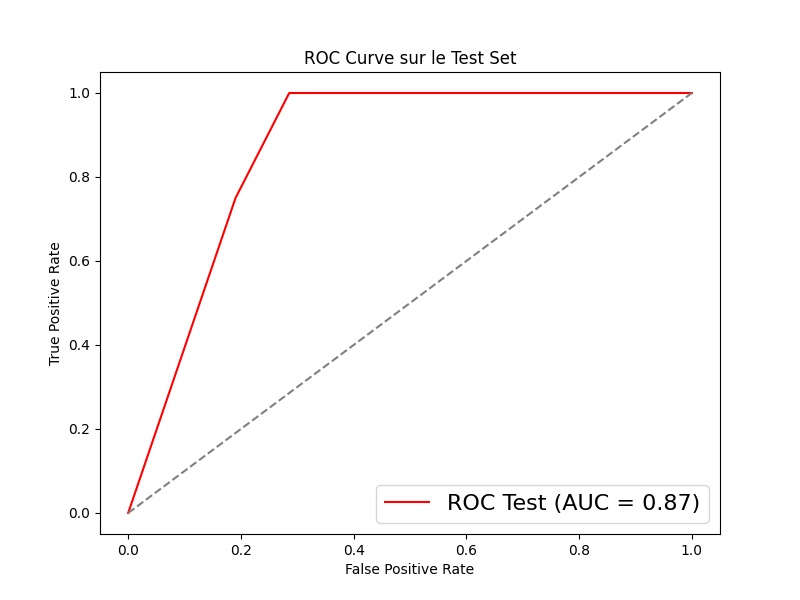 ROC Curve sur le Test Set
1.0
0.8
0.6
0.4
0.2
0.0
True Positive Rate
ROC Test (AUC = 0.87)
0.0 0.2 0.4 0.6 0.8 1.0
False Positive Rate